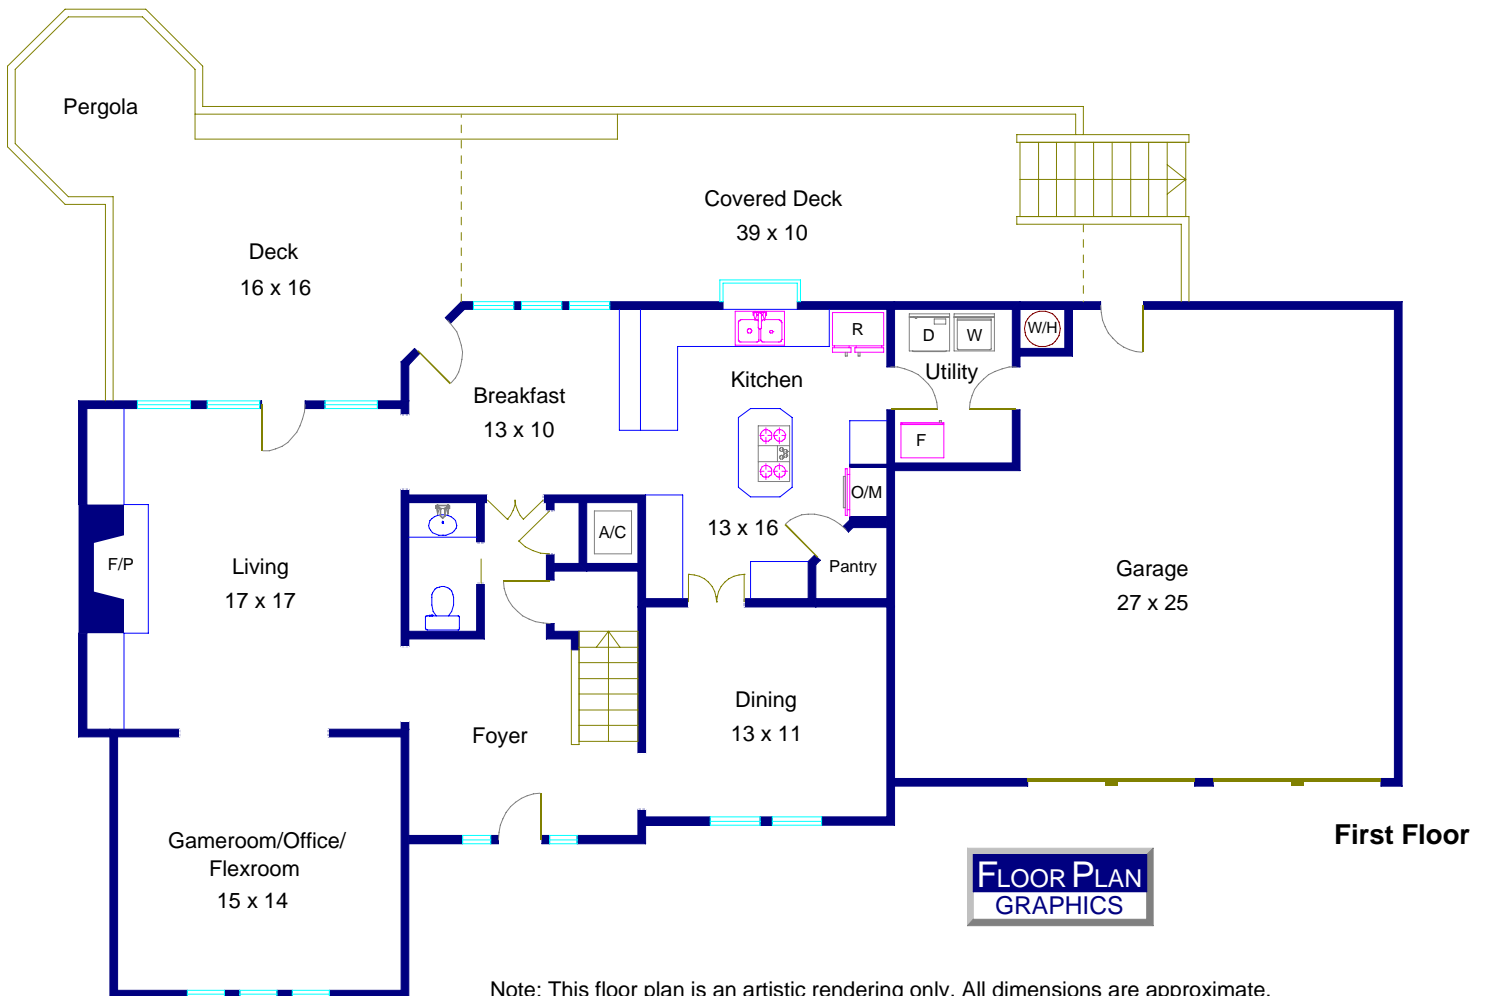 Pergola
Covered Deck
39 x 10
Deck
16 x 16
R
D
W
W/H
Utility
Kitchen
Breakfast
13 x 10
F
O/M
13 x 16
A/C
Pantry
F/P
Living
17 x 17
Garage
27 x 25
Dining
13 x 11
Foyer
Gameroom/Office/
Flexroom
15 x 14
First Floor
FLOOR PLAN
GRAPHICS
Note: This floor plan is an artistic rendering only. All dimensions are approximate.